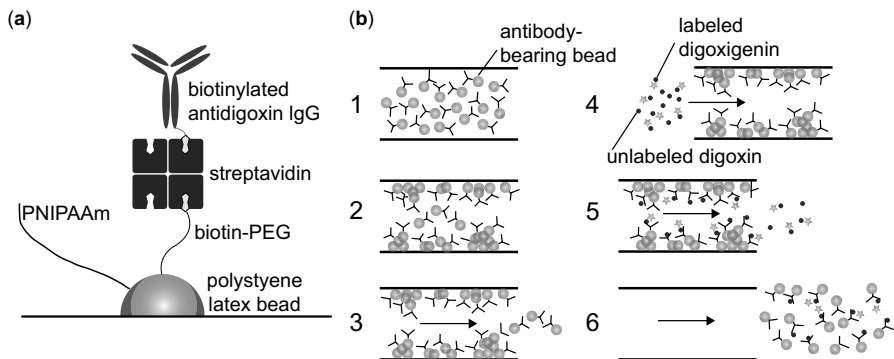 (a)
biotinylated
antidigoxin IgG
streptavidin
PNIPAAm
biotin-PEG
polystyene
latex bead
(b)
antibody-
bearing bead
labeled
digoxigenin
1
4
unlabeled digoxin
2
5
3
6